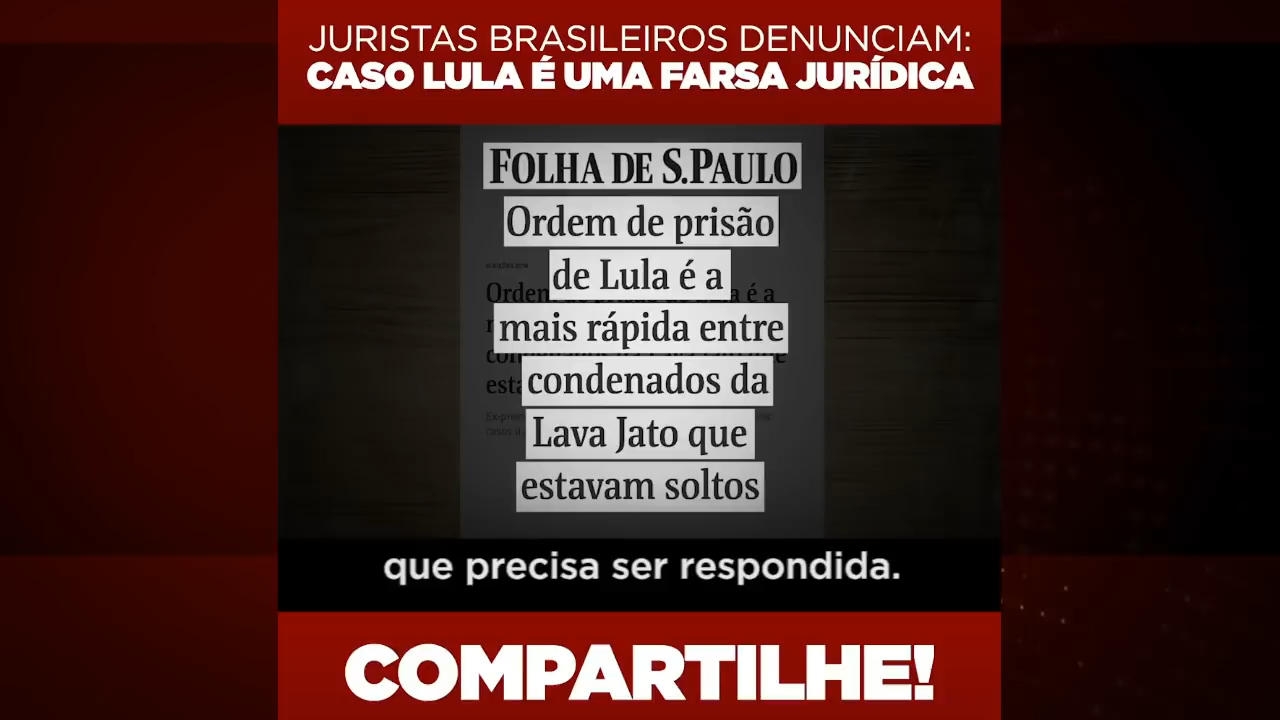 JURISTAS BRASILEIROS DENUNCIAM:
CASO LULA É UMA FARSA JURÍDICA
FOLHA DE S.PAULO
Ordem de prisão
de Lula é a
mais rápida entre
condenados da
Lava Jato que
estavam soltos
que precisa ser respondida.
COMPARTILHE!